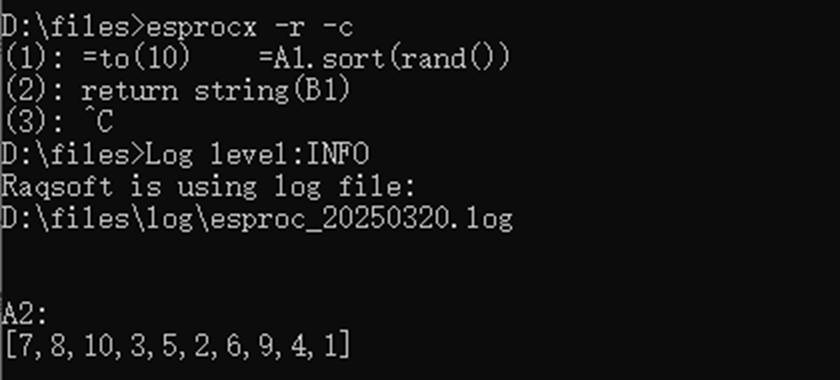 D:\files>esprocx -r -c
(1): =to(10)    =A1.sort(rand())
(2): return string(B1)
(3): ^C
D:\files>Log level:INFO
Raqsoft is using log file:
D:\files\log\esproc_20250320.log
A2:
[7,8,10,3,5,2,6,9,4,1]